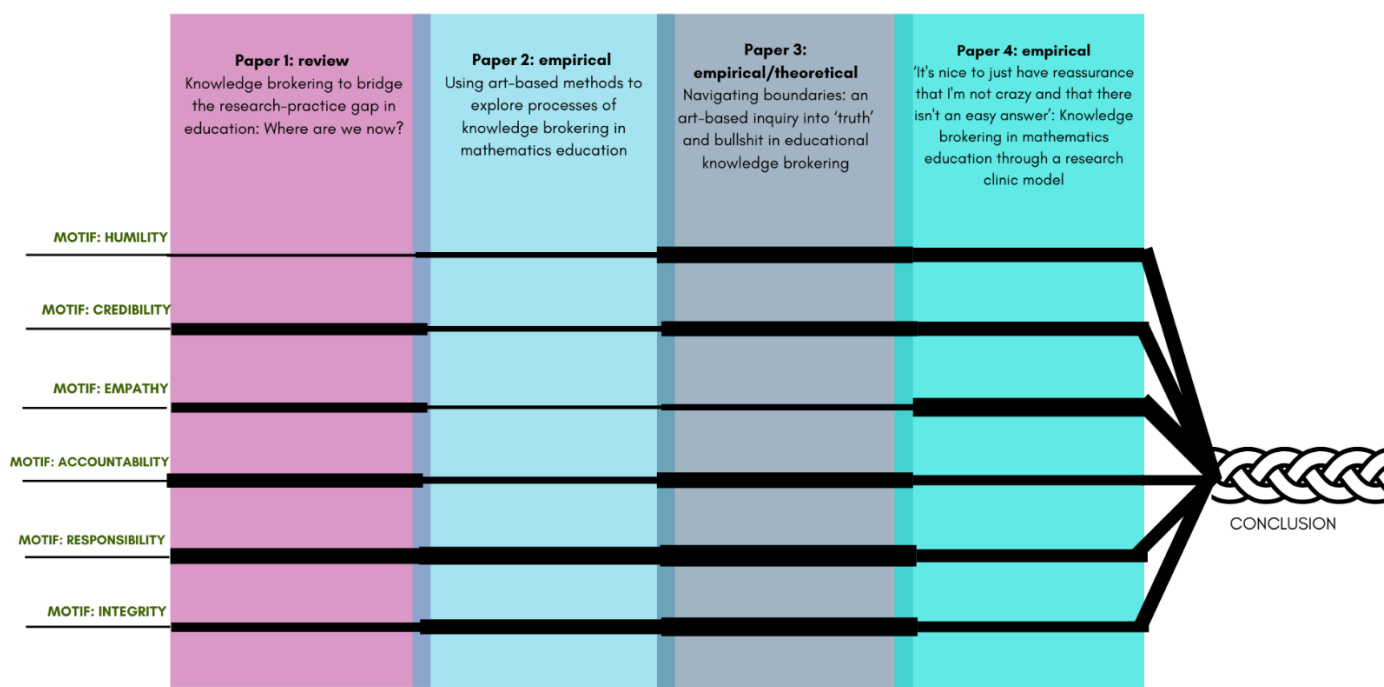 Paper 1: review
Knowledge brokering to bridge
the research-practice gap in
education: Where are we now?
Paper 2: empirical
Using art-based methods to
explore processes of
knowledge brokering in
mathematics education
Paper 3:
empirical/theoretical
Navigating boundaries: an
art-based inquiry into ‘truth’
and bullshit in educational
knowledge brokering
Paper 4: empirical
‘It's nice to just have reassurance
that I'm not crazy and that there
isn't an easy answer’: Knowledge
brokering in mathematics
education through a research
clinic model
MOTIF: HUMILITY
MOTIF: CREDIBILITY
MOTIF: EMPATHY
MOTIF: ACCOUNTABILITY
MOTIF: RESPONSIBILITY
MOTIF: INTEGRITY
CONCLUSION